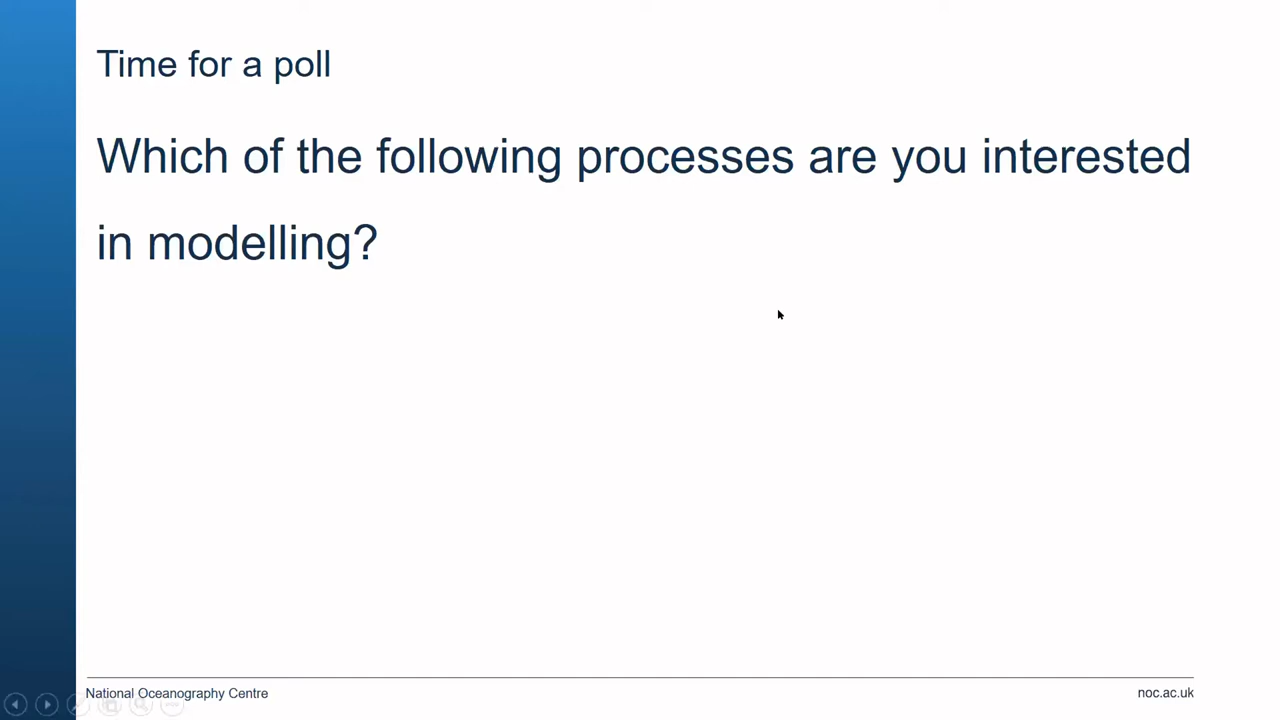 Time for a poll
Which of the following processes are you interested
in modelling?
National Oceanography Centre
noc.ac.uk